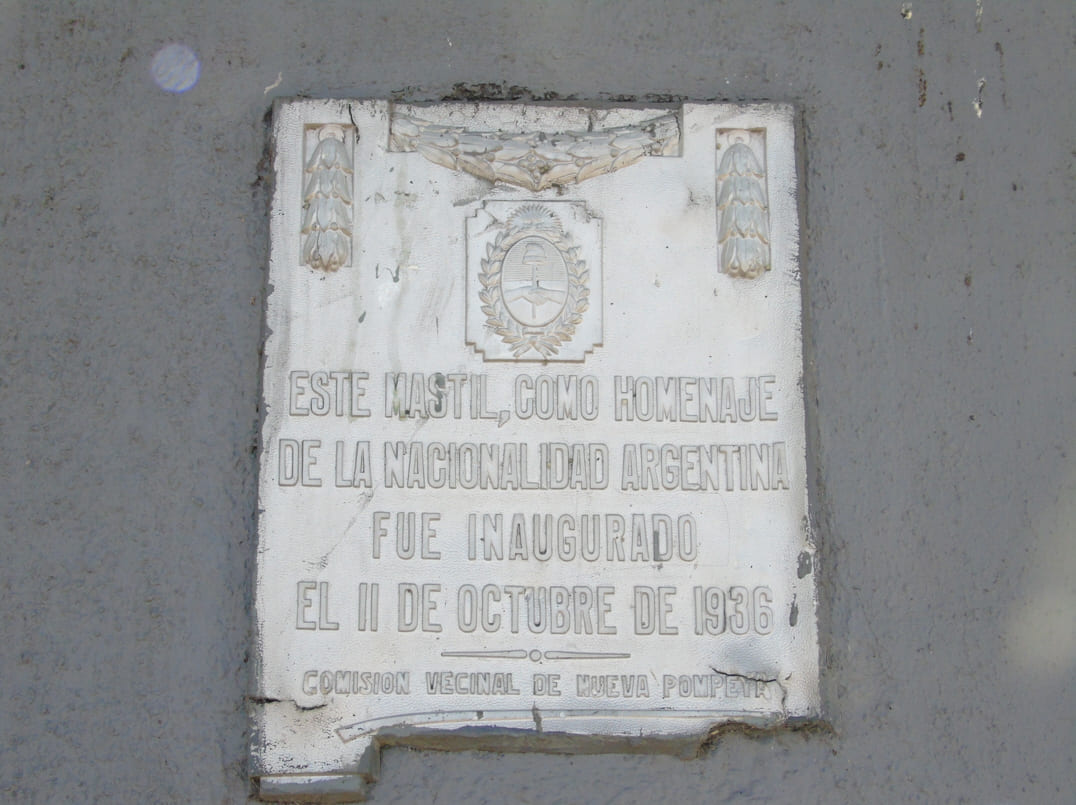 ESTE MASTIL, COMO HOMENAJE
DE LA NACIONALIDAD ARGENTINA
FUE INAUGURADO
EL 11 DE OCTUBRE DE 1936
COMISION VECINAL DE NUEVA POMPEYA